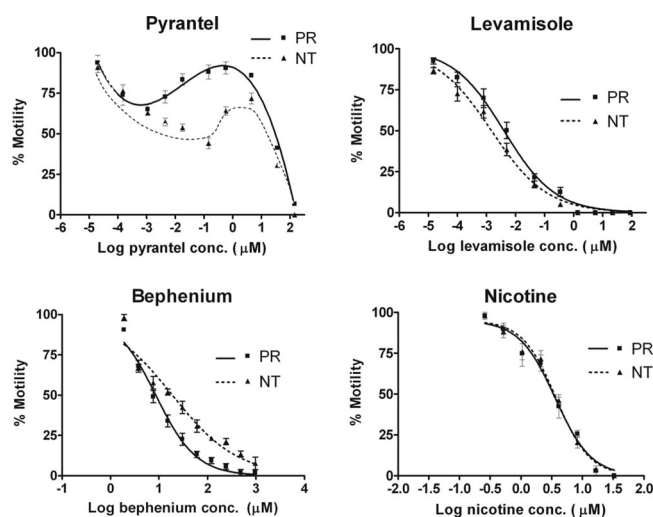 Pyrantel
PR
NT
% Motility
100
75
50
25
0
-6 -5 -4 -3 -2 -1 0 1 2 3
Log pyrantel conc. ( µM)
Levamisole
PR
NT
% Motility
100
75
50
25
0
-6 -5 -4 -3 -2 -1 0 1 2
Log levamisole conc. ( µM)
Bephenium
PR
NT
% Motility
100
75
50
25
0
-1 0 1 2 3 4
Log bephenium conc. (µM)
Nicotine
PR
NT
% Motility
100
75
50
25
0
-2.0 -1.5 -1.0 -0.5 0.0 0.5 1.0 1.5 2.0
Log nicotine conc. ( µM)